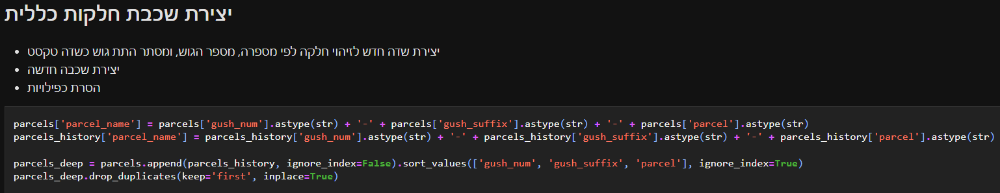 יצירת שכבת חלקות כללית
יצירת שדה חדש לזיהוי חלקה לפי מספרה, מספר הגוש, ומסתר התת גוש כשדה טקסט
יצירת שכבה חדשה
הסרת כפילויות
parcels['parcel_name'] = parcels['gush_num'].astype(str) + '-' + parcels['gush_suffix'].astype(str) + '-' + parcels['parcel'].astype(str)
parcels_history['parcel_name'] = parcels_history['gush_num'].astype(str) + '-' + parcels_history['gush_suffix'].astype(str) + '-' + parcels_history['parcel'].astype(str)
parcels_deep = parcels.append(parcels_history, ignore_index=False).sort_values(['gush_num', 'gush_suffix', 'parcel'], ignore_index=True)
parcels_deep.drop_duplicates(keep='first', inplace=True)